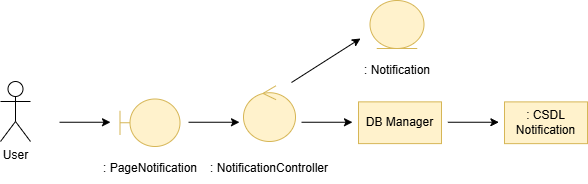 : Notification
DB Manager
: CSDL
Notification
User
: PageNotification
: NotificationController